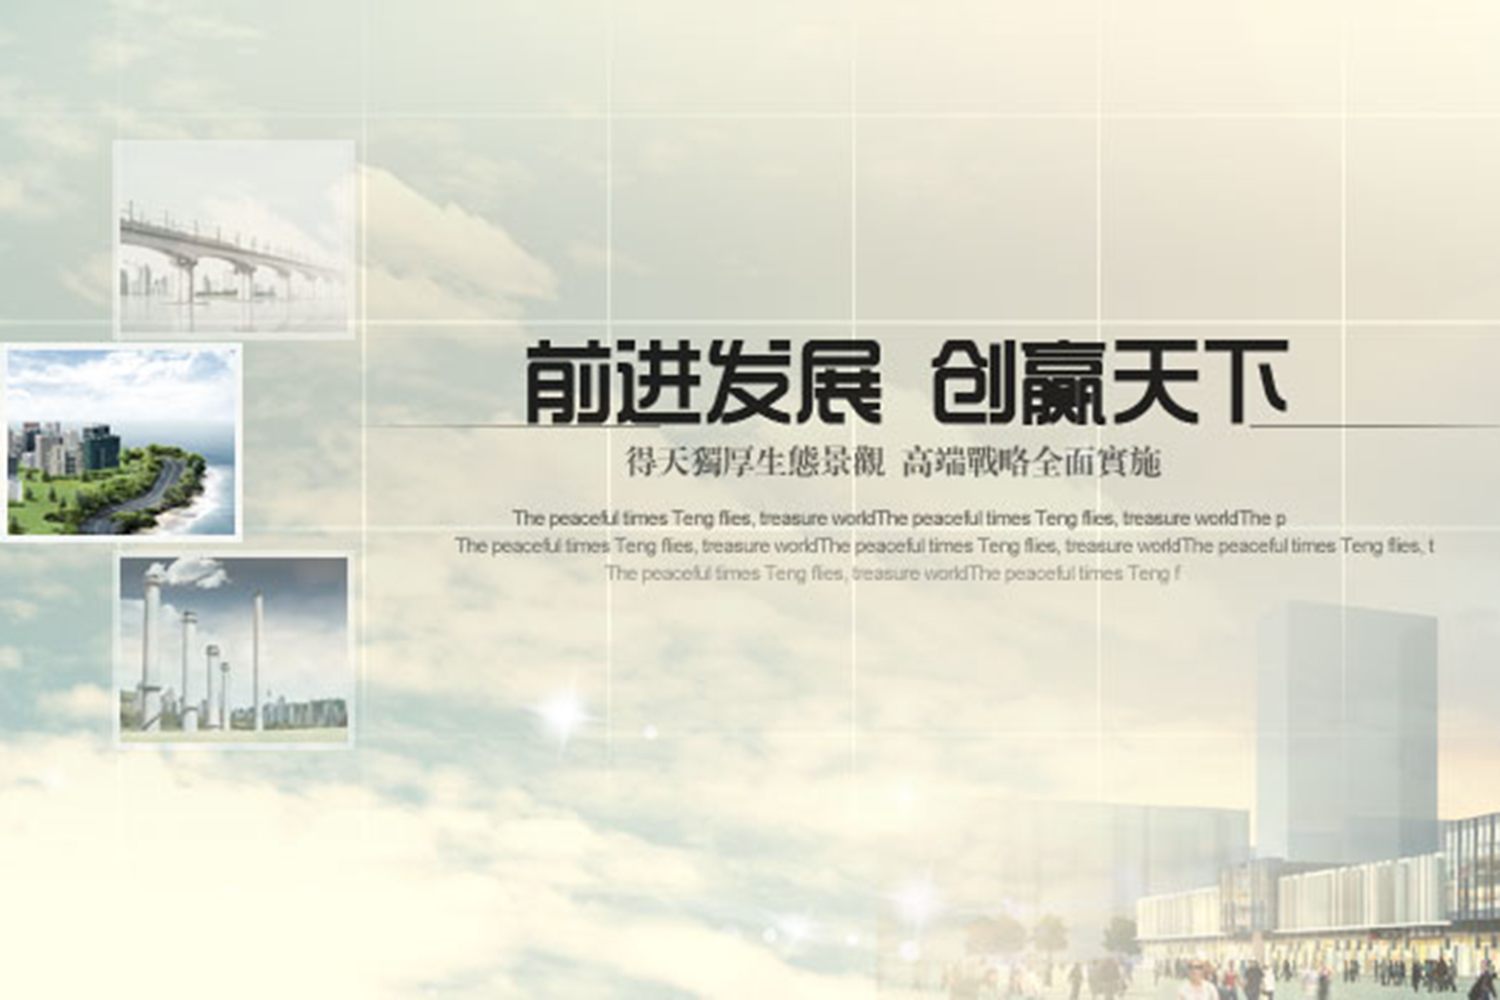 前进发展 创赢天下
得天獨厚生態景觀 高端戰略全面實施
The peaceful times Teng flies, treasure worldThe peaceful times Teng flies, treasure worldThe p
The peaceful times Teng flies, treasure worldThe peaceful times Teng flies, treasure worldThe peaceful times Teng flies, t
The peaceful times Teng flies, treasure worldThe peaceful times Teng f